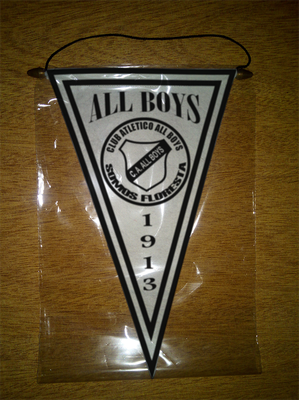 ALL BOYS
CLUB ATLETICO ALL BOYS
C. A. ALL BOYS
SOMOS FLORESTA
1913